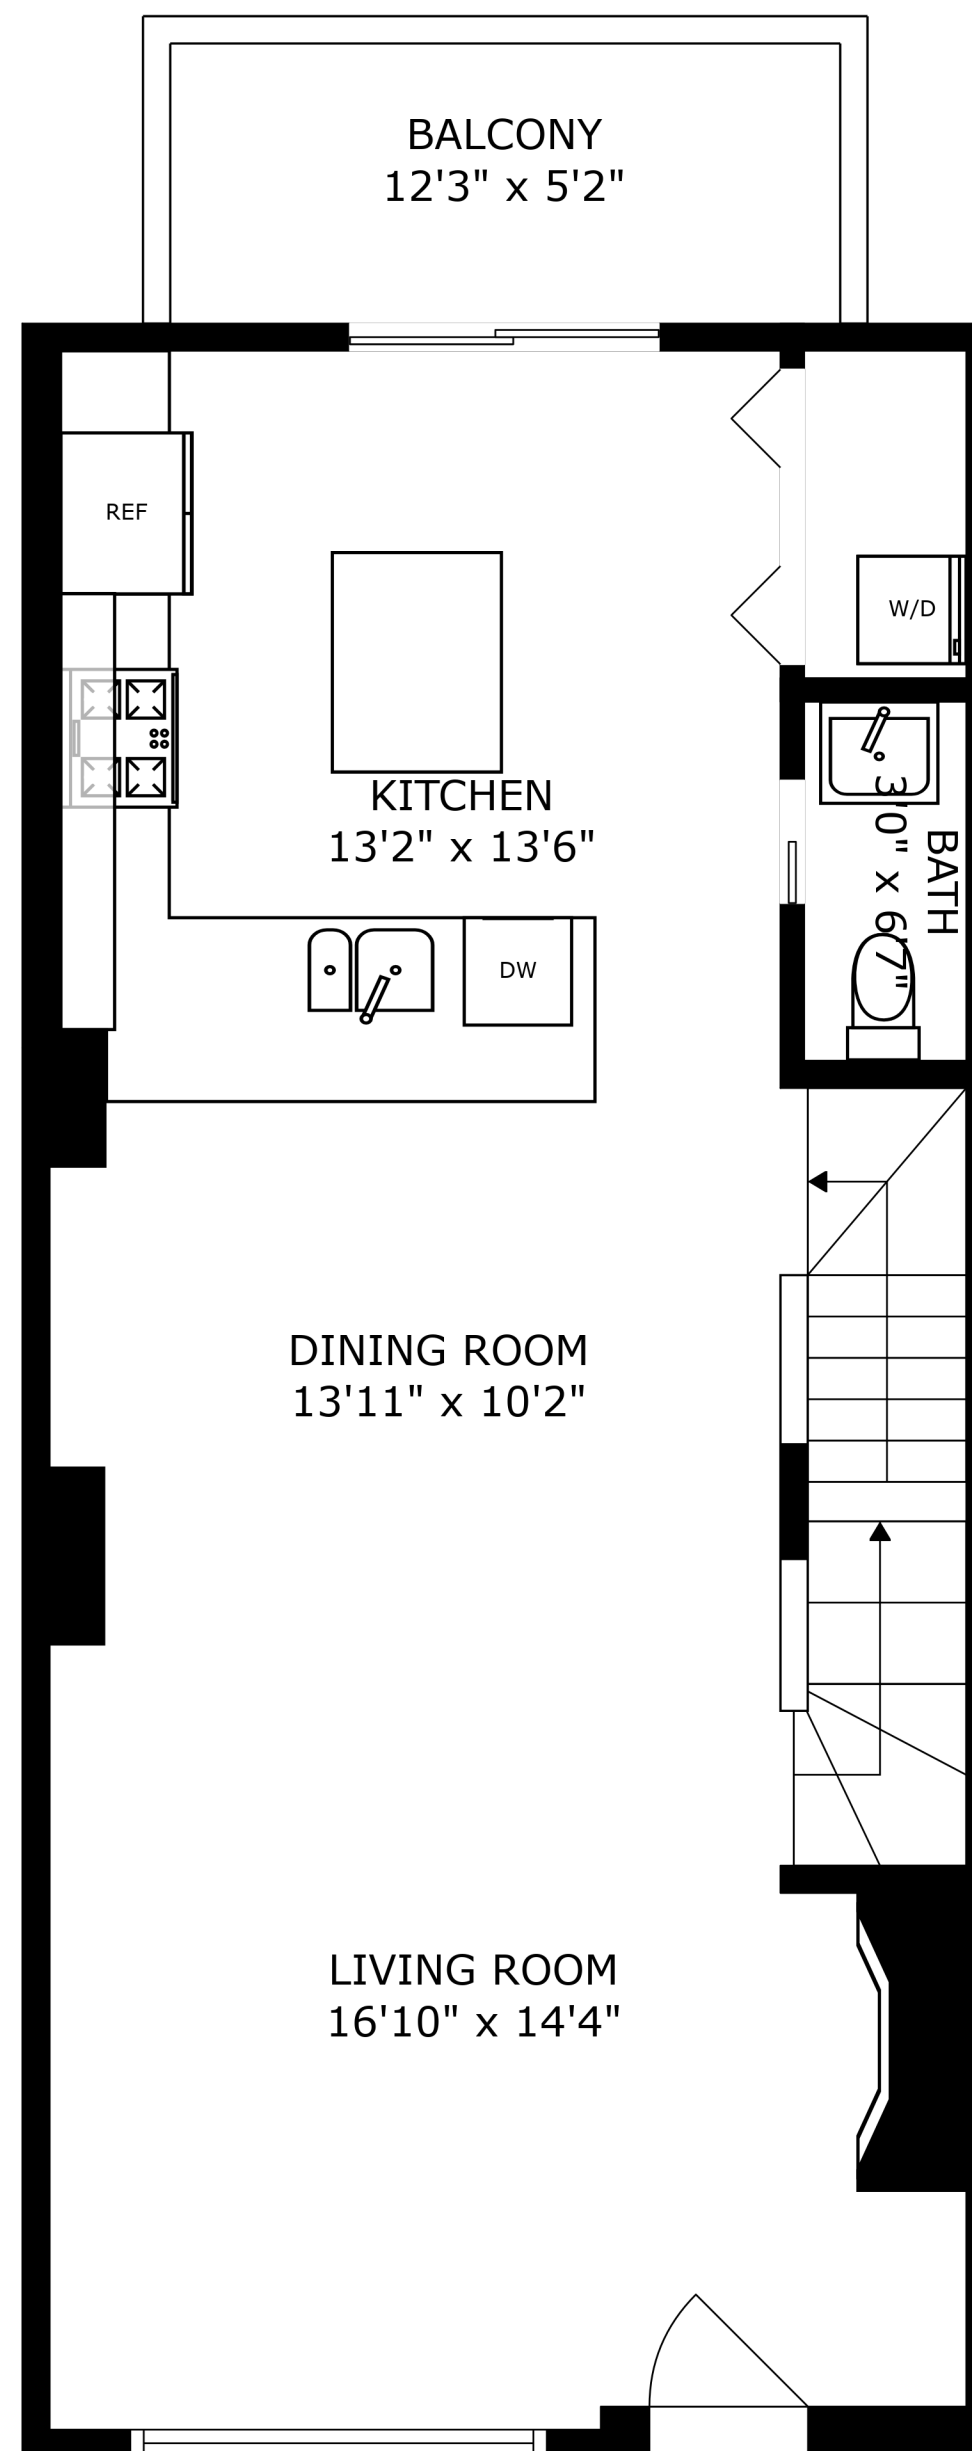 BALCONY
12'3" x 5'2"
REF
W/D
KITCHEN
13'2" x 13'6"
BATH
3'0" x 6'7"
DW
DINING ROOM
13'11" x 10'2"
LIVING ROOM
16'10" x 14'4"